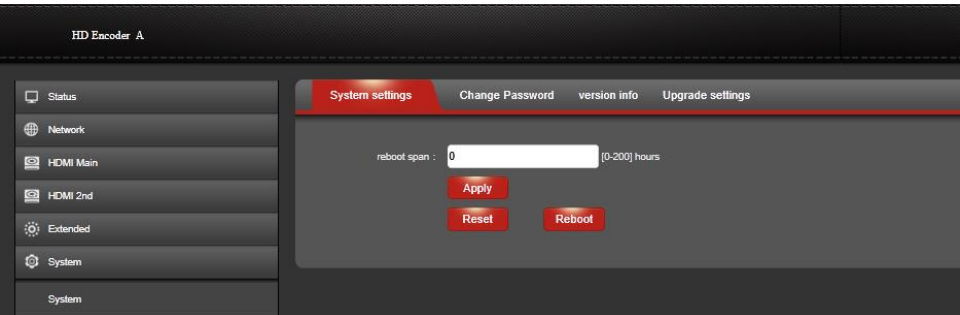 HD Encoder A
Status
Network
HDMI Main
HDMI 2nd
Extended
System
System
System settings Change Password version info Upgrade settings
reboot span : 0 [0-200] hours
Apply
Reset Reboot